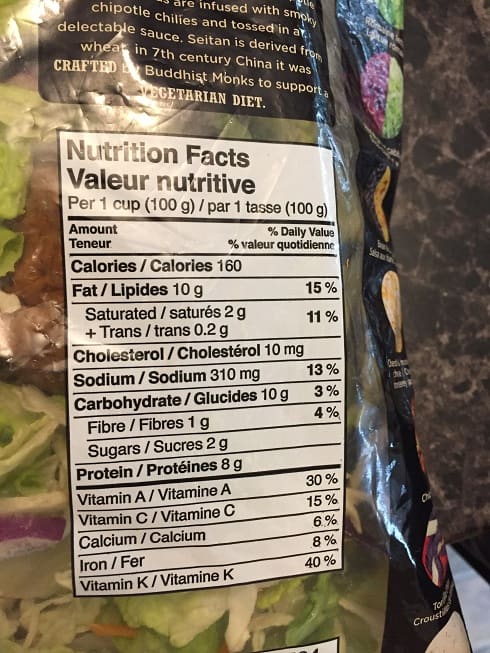 are infused with smoky
chipotle chilies and tossed in a
delectable sauce. Seitan is derived from
wheat, in 7th century China it was
CRAFTED by Buddhist Monks to support a
VEGETARIAN DIET.
Nutrition Facts
Valeur nutritive
Per 1 cup (100 g) / par 1 tasse (100 g)
Amount % Daily Value
Teneur % valeur quotidienne
Calories / Calories 160
Fat / Lipides 10 g 15 %
Saturated / saturés 2 g 11 %
+ Trans / trans 0.2 g
Cholesterol / Cholestérol 10 mg
Sodium / Sodium 310 mg 13 %
Carbohydrate / Glucides 10 g 3 %
Fibre / Fibres 1 g 4 %
Sugars / Sucres 2 g
Protein / Protéines 8 g
Vitamin A / Vitamine A 30 %
Vitamin C / Vitamine C 15 %
Calcium / Calcium 6 %
Iron / Fer 8 %
Vitamin K / Vitamine K 40 %